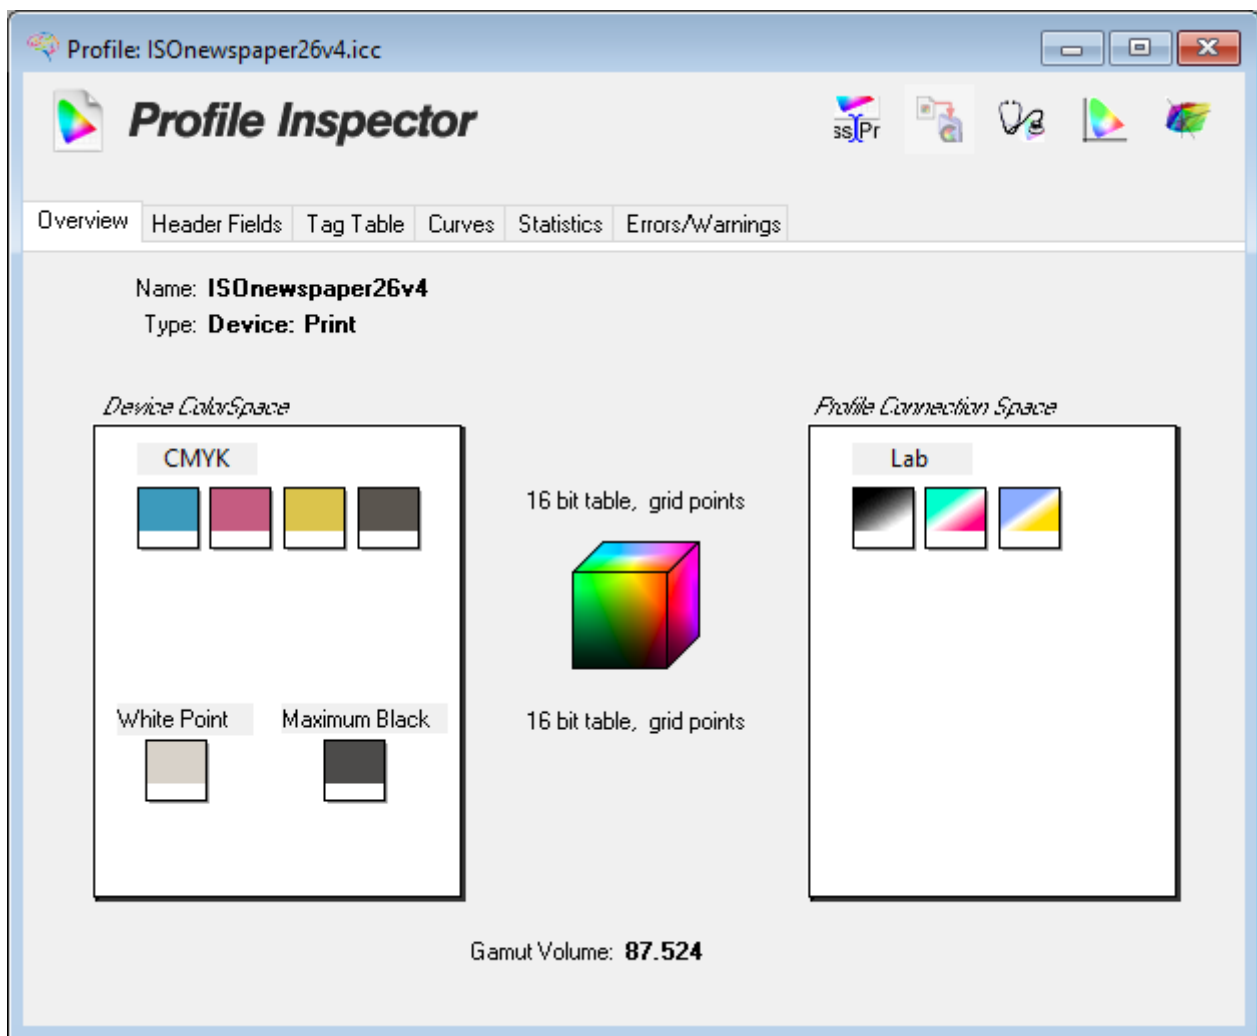 Profile: ISOnewspaper26v4.icc
Profile Inspector
ss Pr
Overview Header Fields Tag Table Curves Statistics Errors/Warnings
Name: ISOnewspaper26v4
Type: Device: Print
Device ColorSpace
Profile Connection Space
CMYK
Lab
16 bit table, grid points
White Point
Maximum Black
16 bit table, grid points
Gamut Volume: 87.524